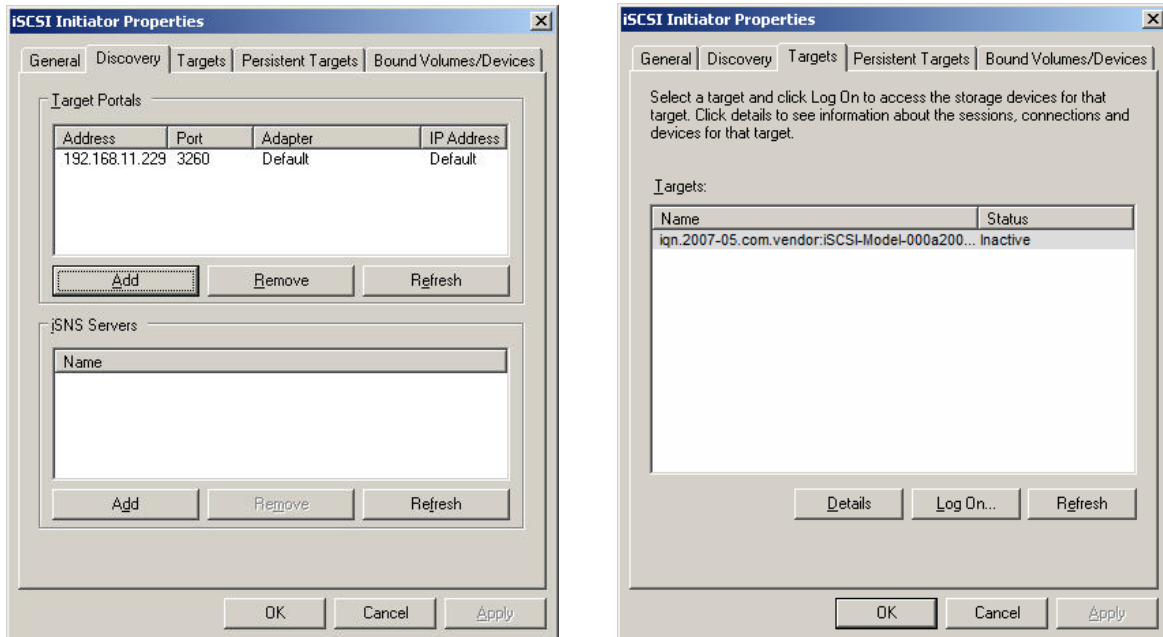 iSCSI Initiator Properties
General Discovery Targets Persistent Targets Bound Volumes/Devices
Target Portals
Address Port Adapter IP Address
192.168.11.229 3260 Default Default
Add Remove Refresh
iSNS Servers
Name
Add Remove Refresh
OK Cancel Apply
iSCSI Initiator Properties
General Discovery Targets Persistent Targets Bound Volumes/Devices
Select a target and click Log On to access the storage devices for that
target. Click details to see information about the sessions, connections and
devices for that target.
Targets:
Name Status
iqn.2007-05.com.vendor:iSCSI-Model-000a200... Inactive
Details Log On... Refresh
OK Cancel Apply